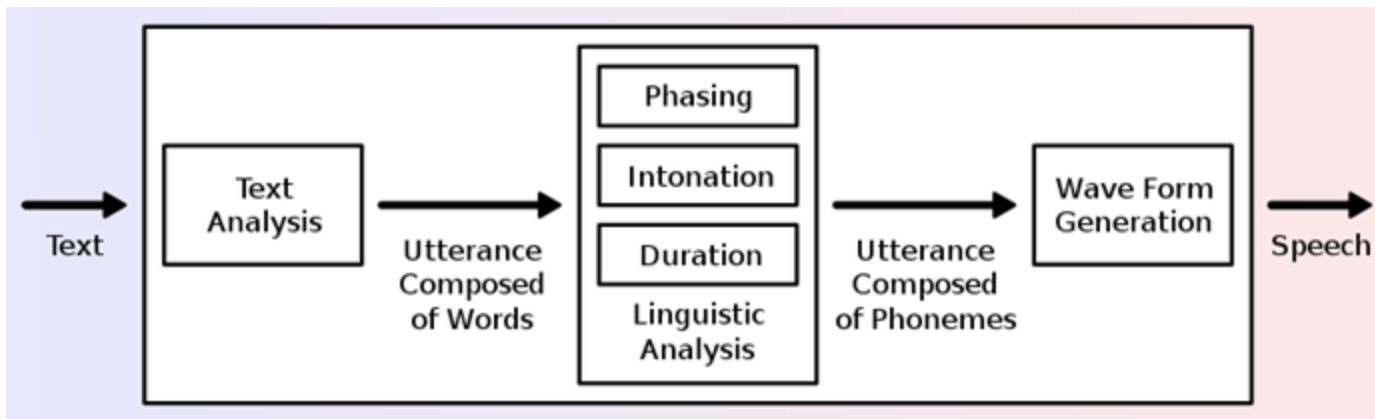 Text
Text
Analysis
Utterance
Composed
of Words
Phasing
Intonation
Duration
Linguistic
Analysis
Utterance
Composed
of Phonemes
Wave Form
Generation
Speech